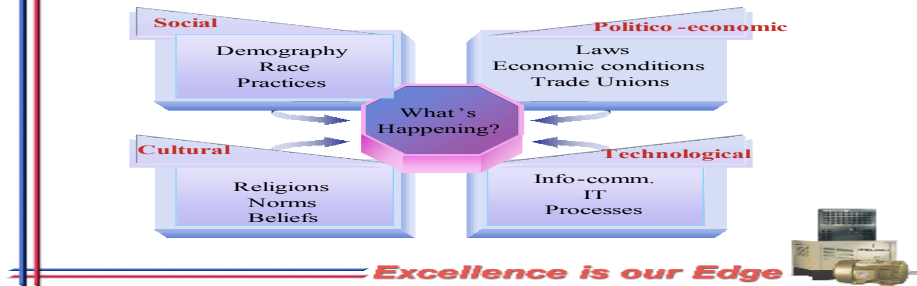 Social
Demography
Race
Practices
Politico -economic
Laws
Economic conditions
Trade Unions
What's
Happening?
Cultural
Religions
Norms
Beliefs
Technological
Info-comm.
IT
Processes
Excellence is our Edge